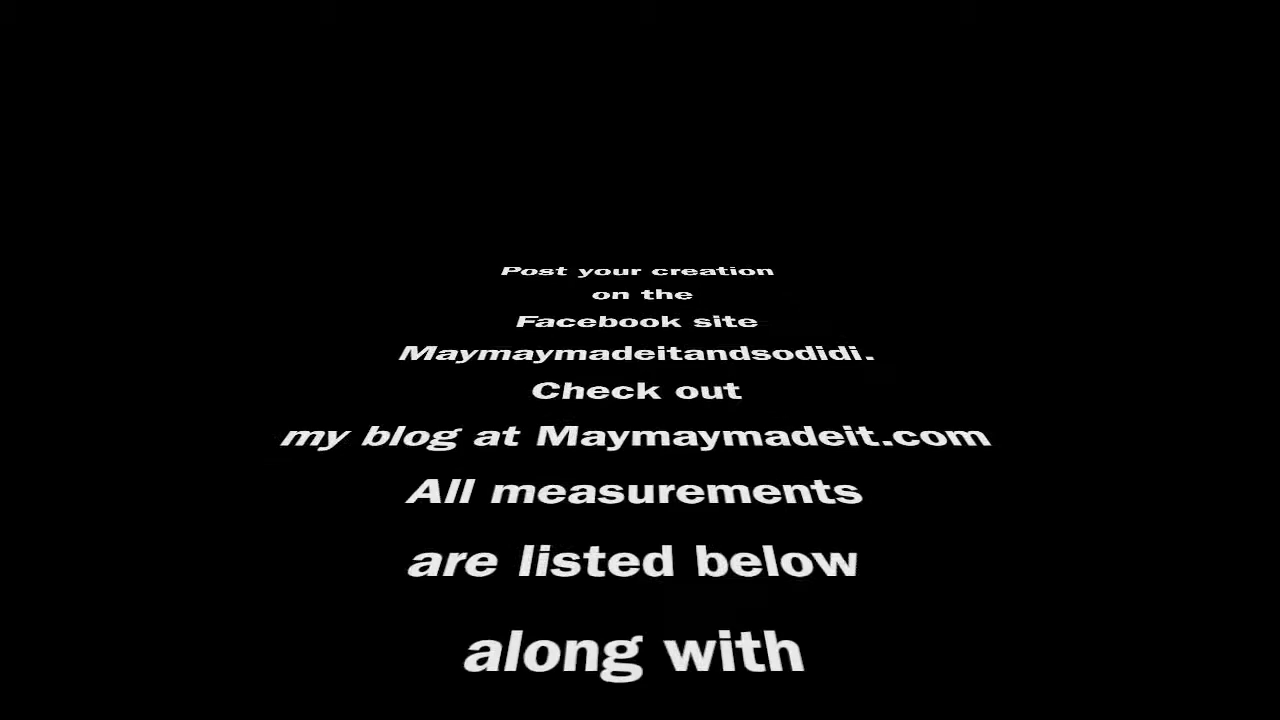 Post your creation
on the
Facebook site
Maymaymadeitandsodidi.
Check out
my blog at Maymaymadeit.com
All measurements
are listed below
along with